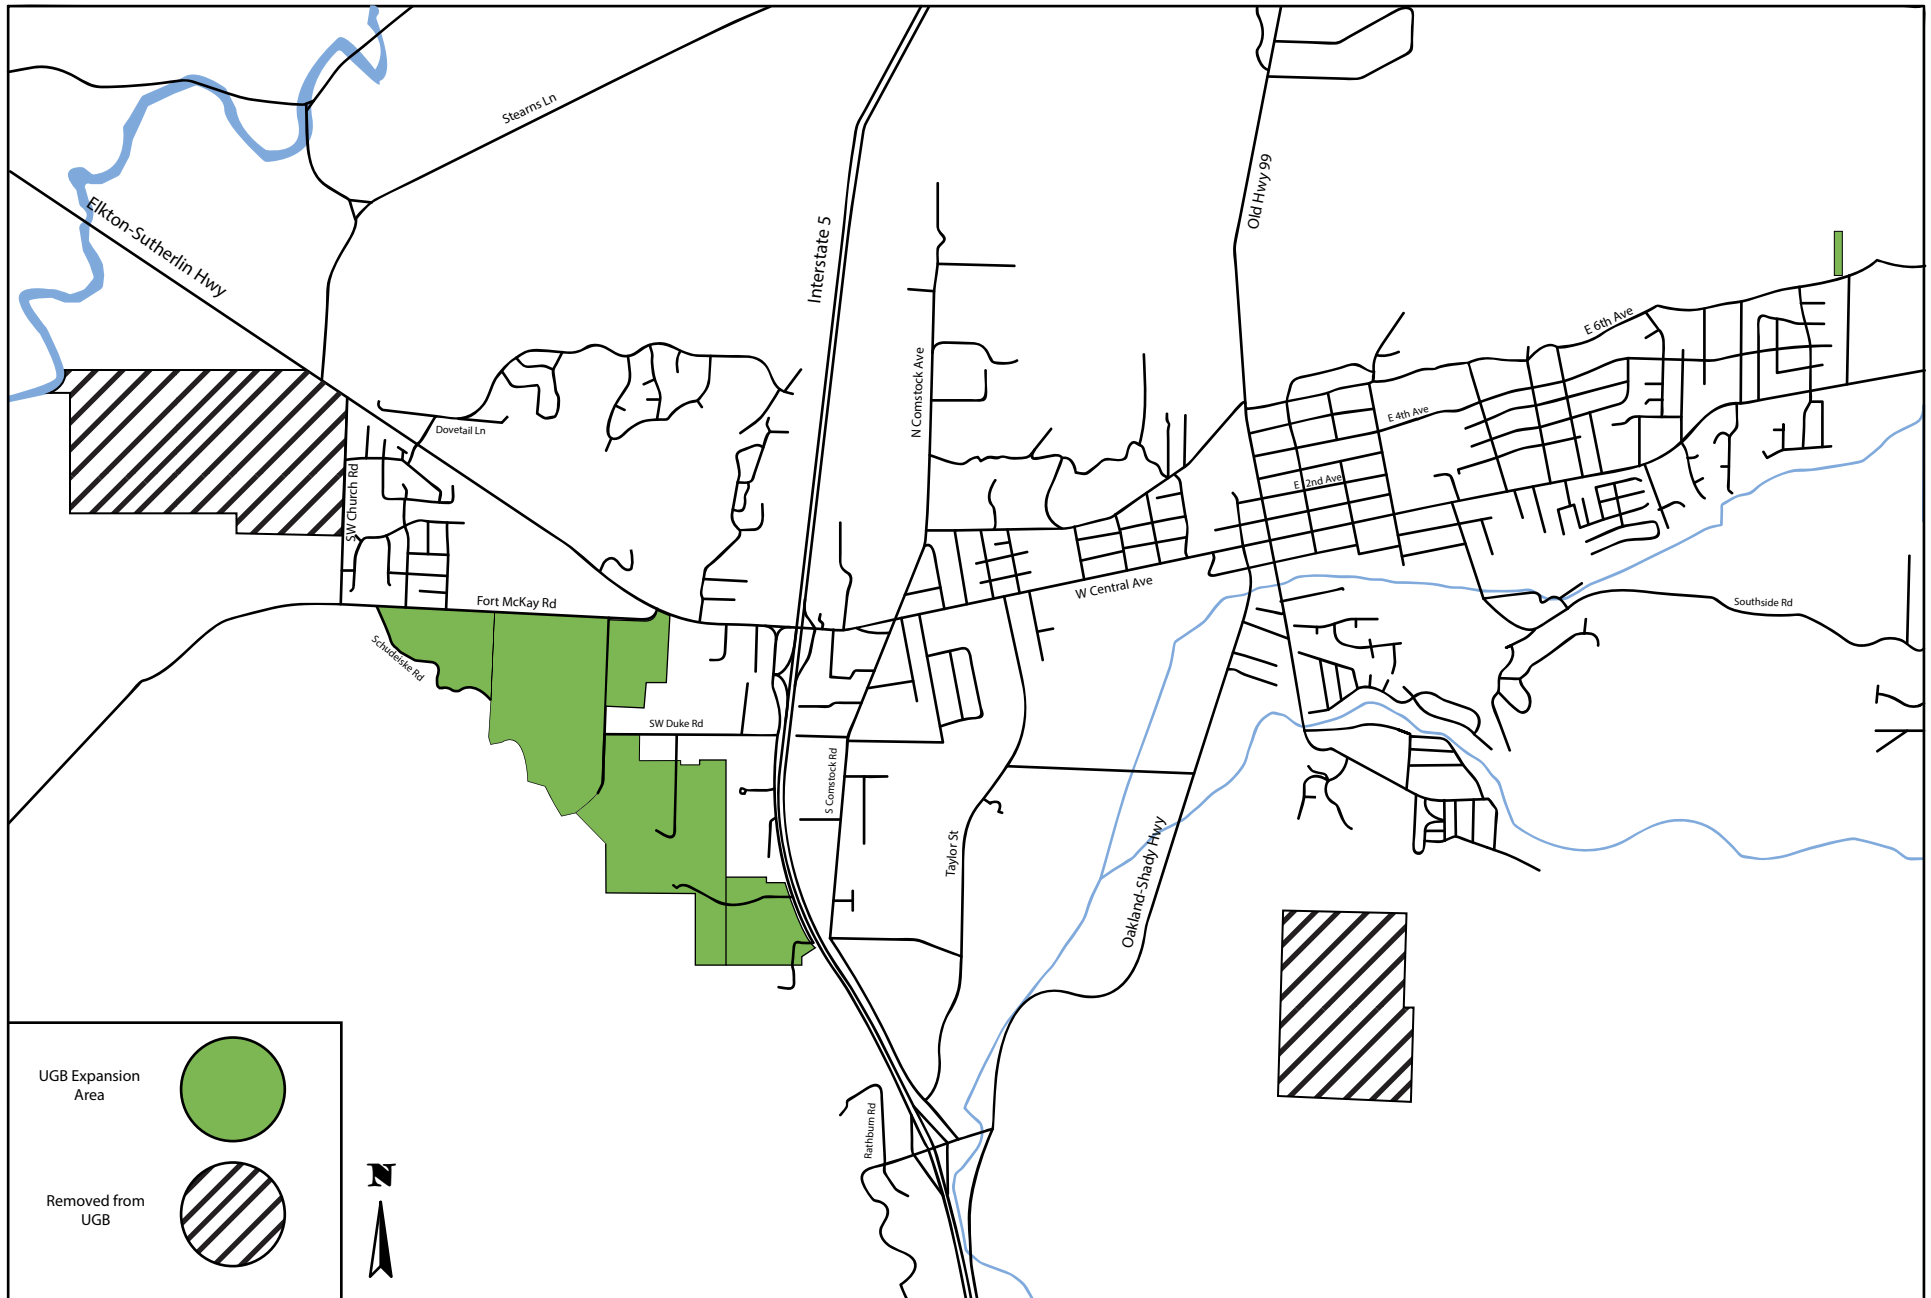 Stearns Ln
Old Hwy 99
Elkton-Sutherlin Hwy
Interstate 5
E 6th Ave
N Comstock Ave
E 4th Ave
Dovetail Ln
E 2nd Ave
SW Church Rd
W Central Ave
Fort McKay Rd
Southside Rd
Schudeiske Rd
SW Duke Rd
S Comstock Rd
Taylor St
Oakland-Shady Hwy
UGB Expansion
Area
Rathburn Rd
N
Removed from
UGB